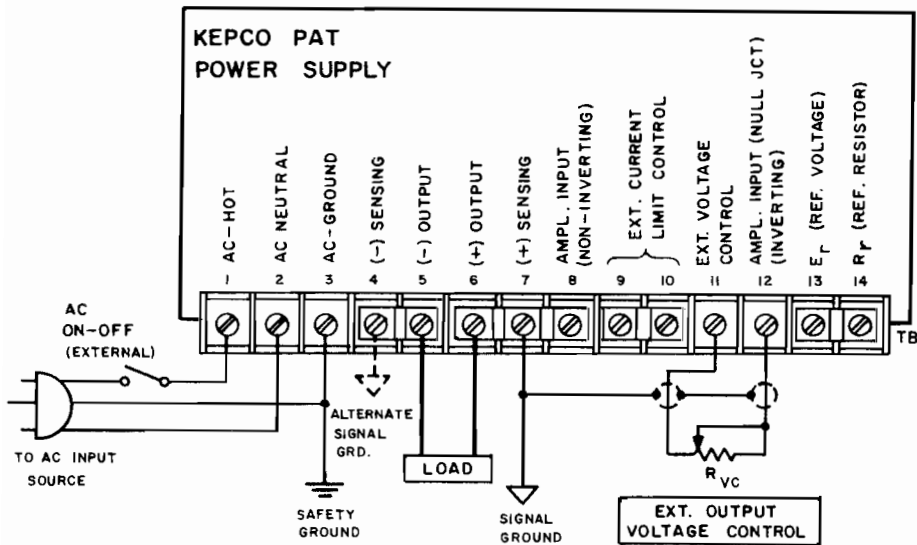 KEPCO PAT
POWER SUPPLY
AC-HOT
AC NEUTRAL
AC-GROUND
(-) SENSING
(-) OUTPUT
(+) OUTPUT
(+) SENSING
AMPL. INPUT
(NON-INVERTING)
EXT. CURRENT
LIMIT CONTROL
EXT. VOLTAGE
CONTROL
AMPL. INPUT (NULL JCT)
(INVERTING)
Er (REF. VOLTAGE)
Rr (REF. RESISTOR)
1 2 3 4 5 6 7 8 9 10 11 12 13 14
TB
AC
ON-OFF
(EXTERNAL)
TO AC INPUT
SOURCE
ALTERNATE
SIGNAL
GRD.
LOAD
SAFETY
GROUND
SIGNAL
GROUND
RVC
EXT. OUTPUT
VOLTAGE CONTROL